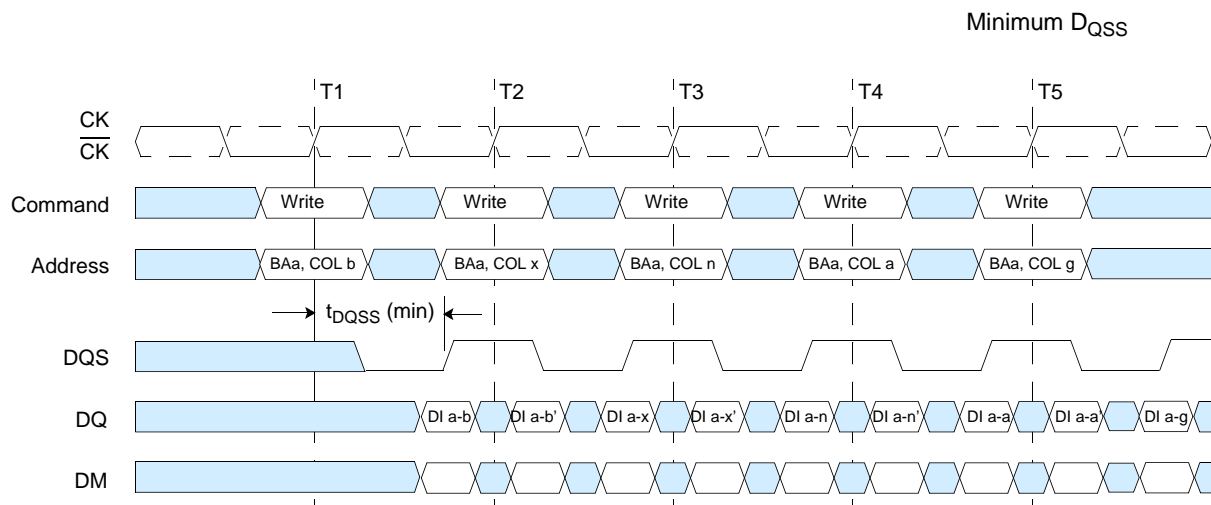 Minimum DQSS
T1 T2 T3 T4 T5
CK
CK
Command Write Write Write Write Write
Address BAa, COL b BAa, COL x BAa, COL n BAa, COL a BAa, COL g
tDQSS (min)
DQS
DQ DI a-b DI a-b' DI a-x DI a-x' DI a-n DI a-n' DI a-a DI a-a' DI a-g
DM